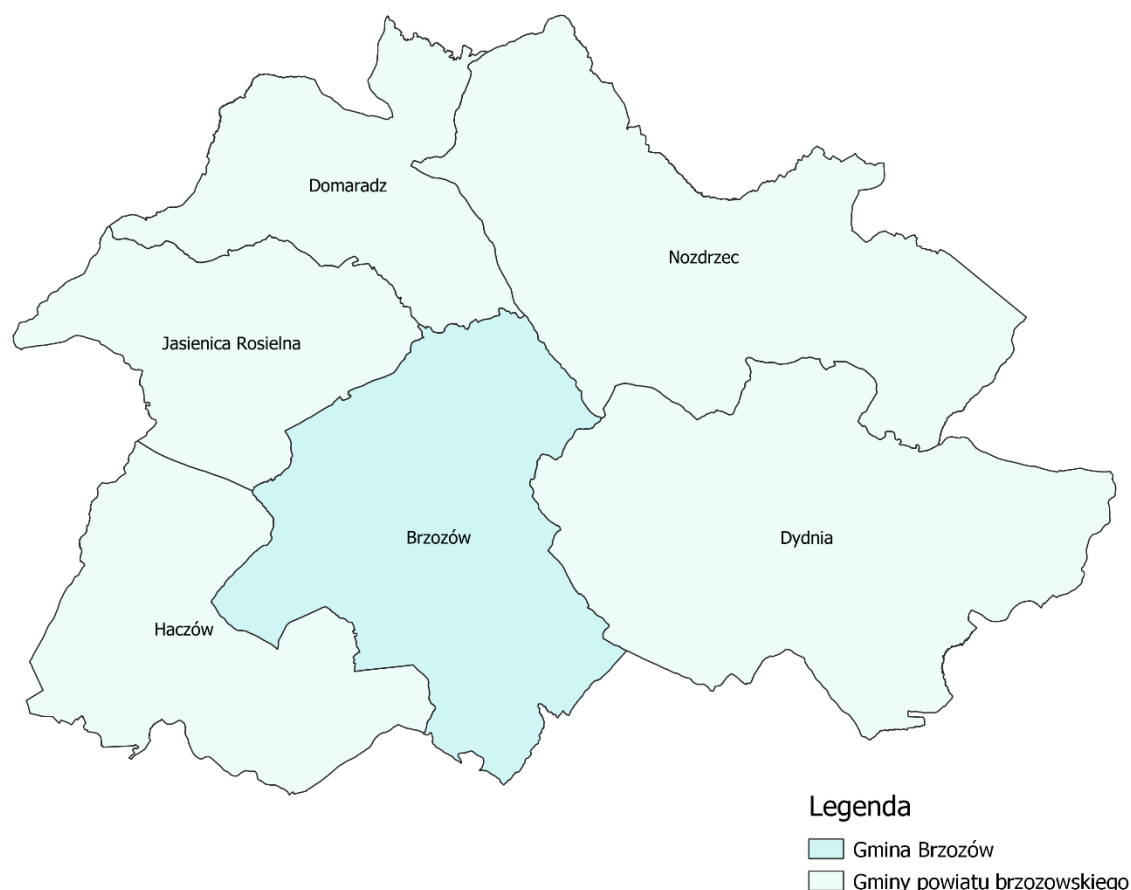 Domaradz
Nozdrzec
Jasienica Rosielna
Brzozów
Dydnia
Haczów
Legenda
Gmina Brzozów
Gminy powiatu brzozowskiego